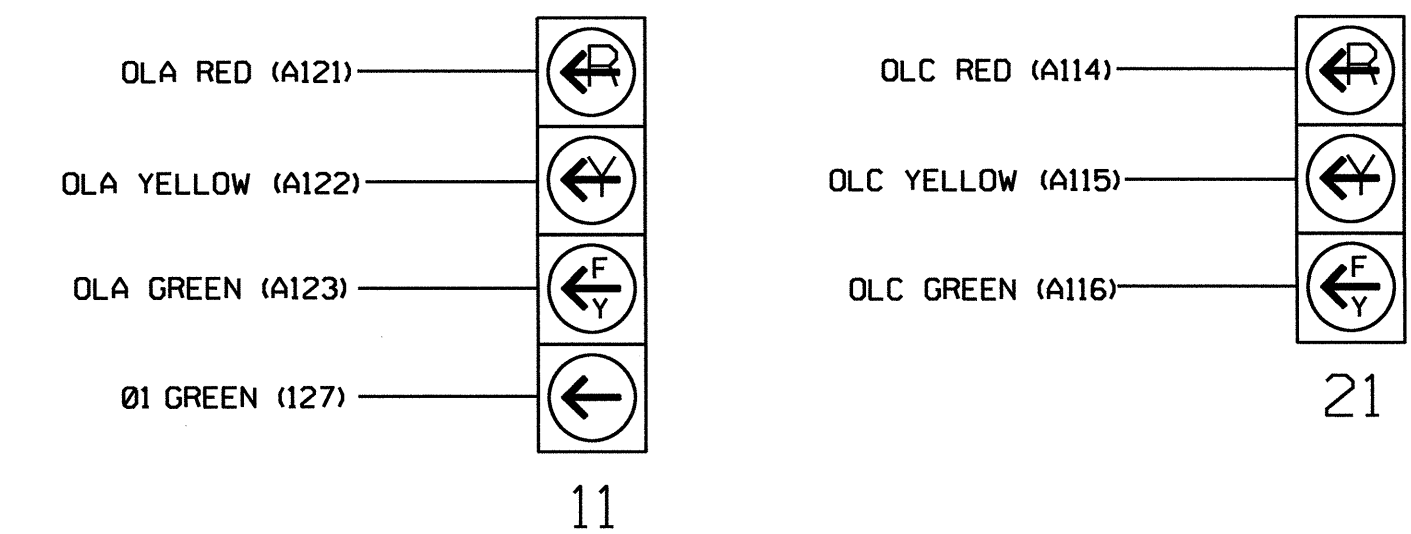 OLA RED (A121)
R
OLA YELLOW (A122)
Y
OLA GREEN (A123)
F
Y
Ø1 GREEN (127)
11
OLC RED (A114)
R
OLC YELLOW (A115)
Y
OLC GREEN (A116)
F
Y
21